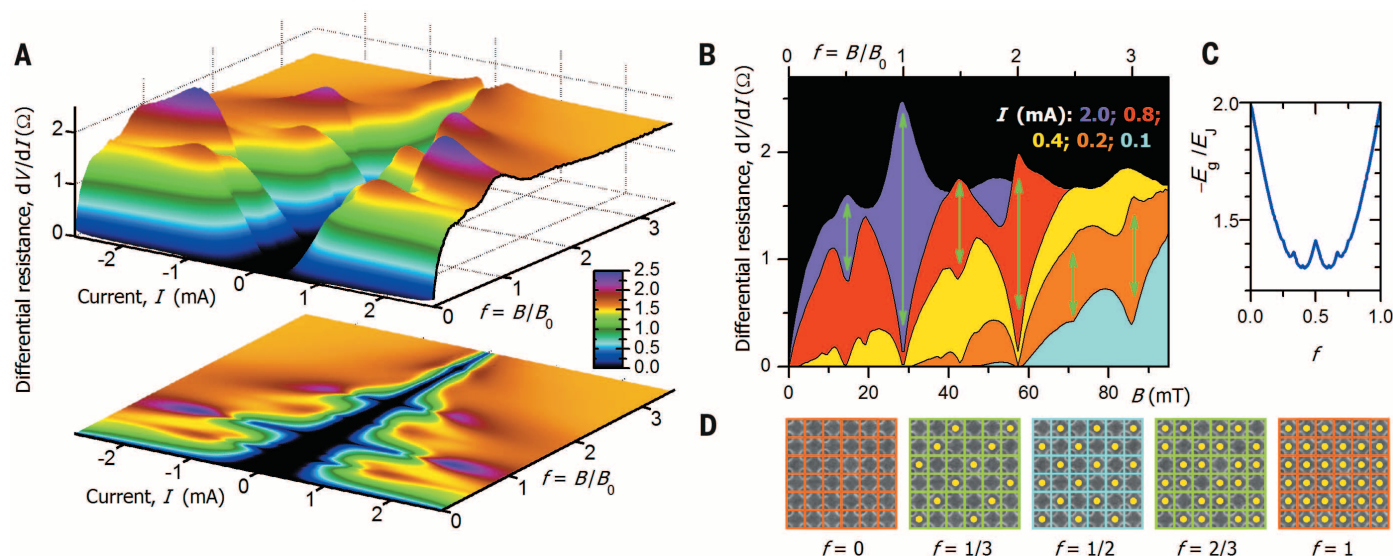 A
Differential resistance, dV/dI (Ω)
2
1
0
-2
-1
0
1
2
Current, I (mA)
0
1
2
3
f = B/B0
2.5
2.0
1.5
1.0
0.5
0.0
-2
-1
0
1
2
Current, I (mA)
0
1
2
3
f = B/B0
B
0 f = B/B0 1 2 3
I (mA): 2.0; 0.8;
0.4; 0.2; 0.1
Differential resistance, dV/dI (Ω)
2
1
0
0 20 40 60 80
B (mT)
C
-Eg/EJ
2.0
1.5
0.0 0.5 1.0
f
D
f = 0 f = 1/3 f = 1/2 f = 2/3 f = 1